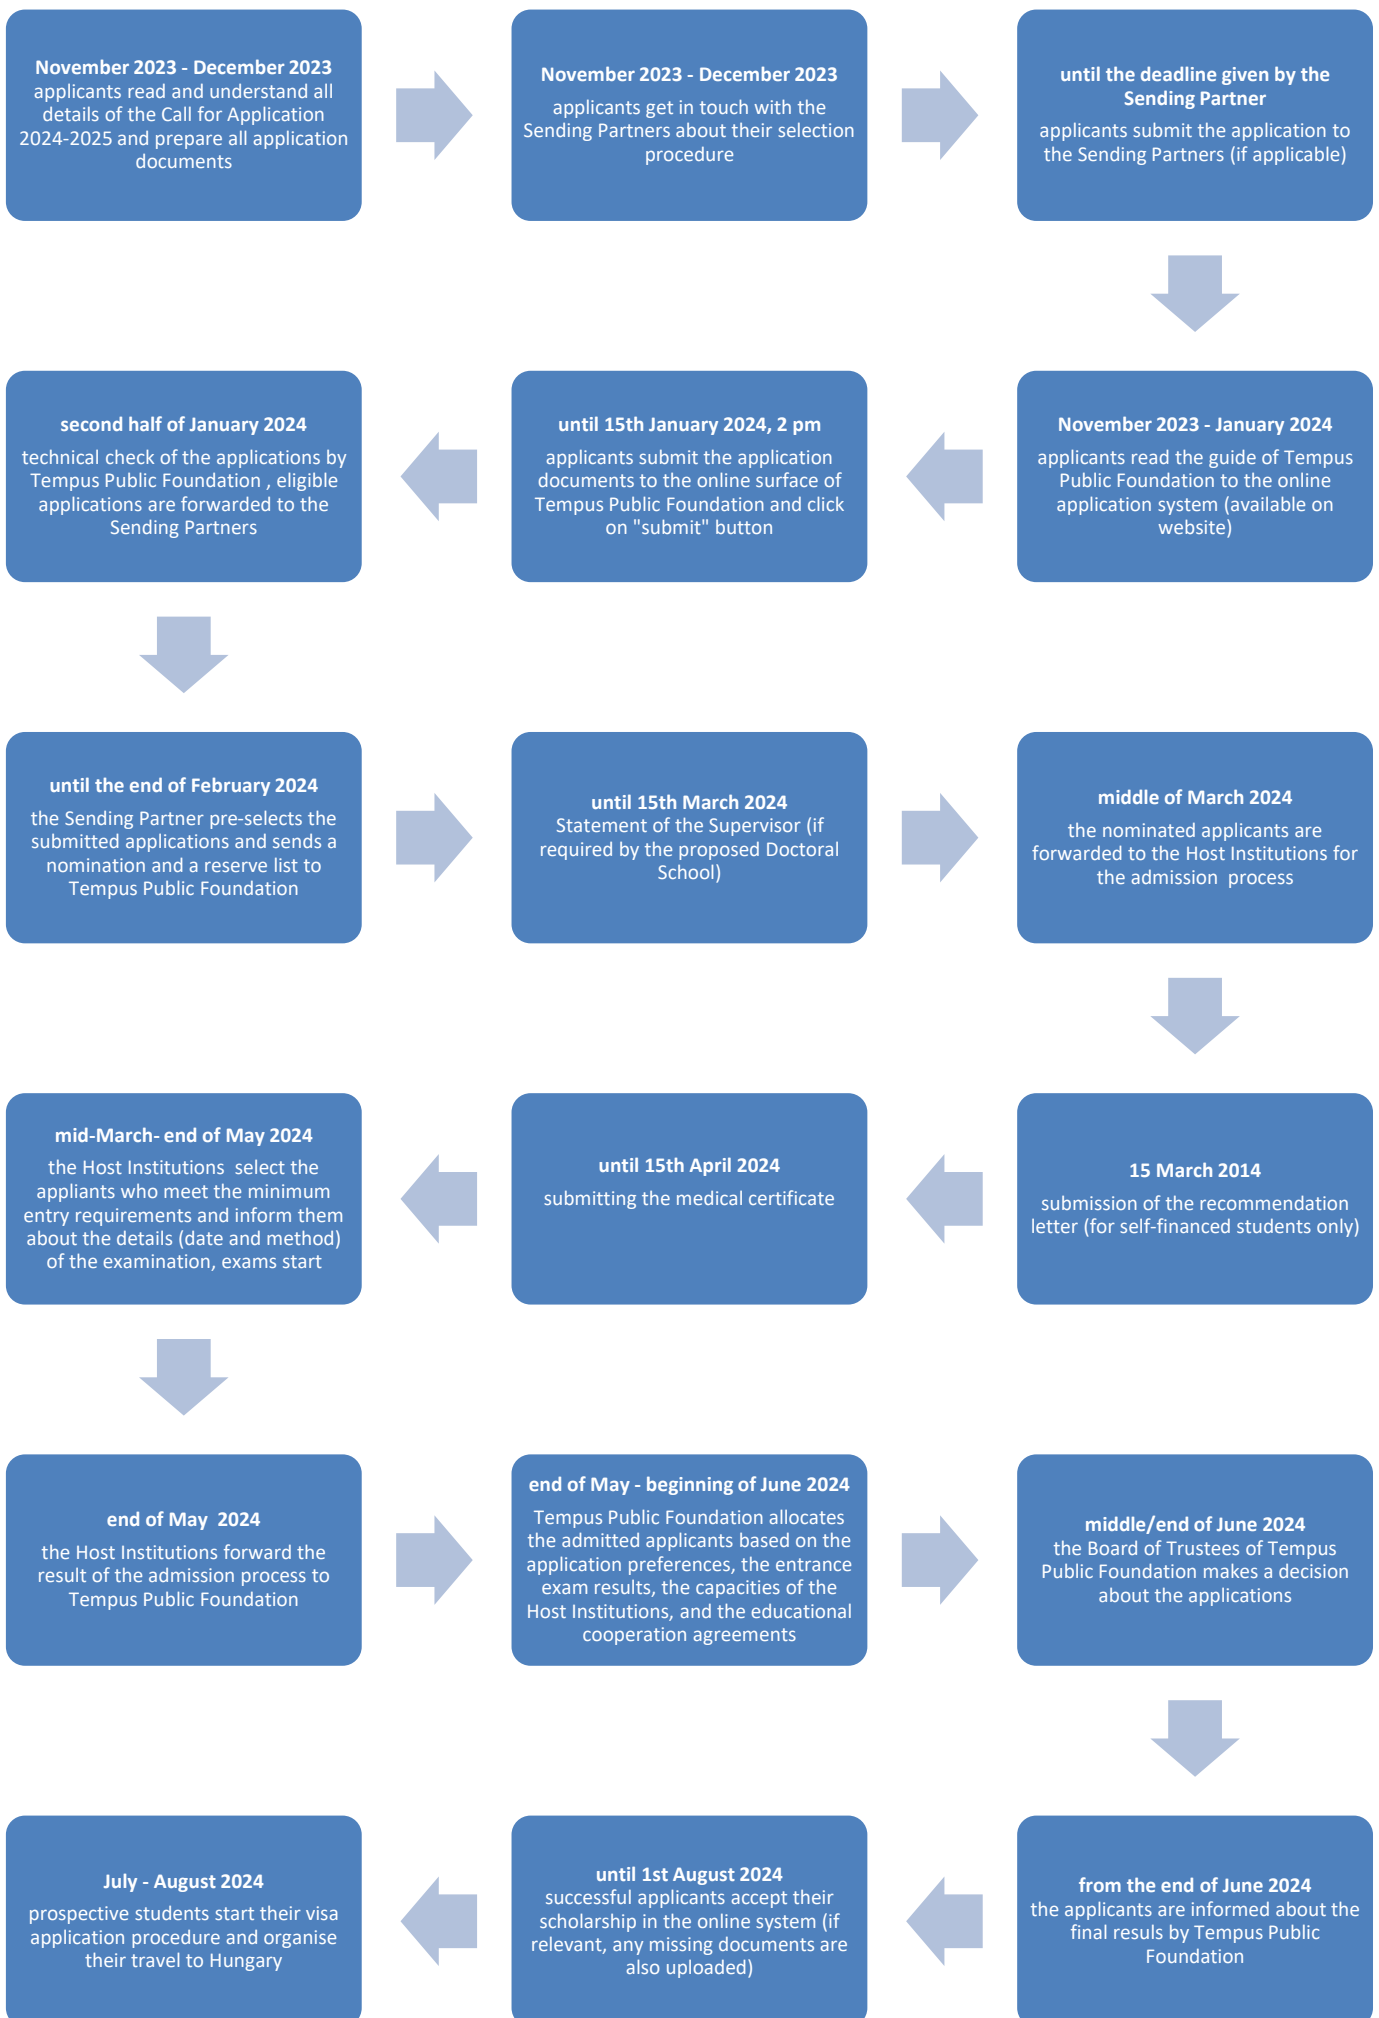 November 2023 - December 2023
applicants read and understand all
details of the Call for Application
2024-2025 and prepare all application
documents
November 2023 - December 2023
applicants get in touch with the
Sending Partners about their selection
procedure
until the deadline given by the
Sending Partner
applicants submit the application to
the Sending Partners (if applicable)
November 2023 - January 2024
applicants read the guide of Tempus
Public Foundation to the online
application system (available on
website)
until 15th January 2024, 2 pm
applicants submit the application
documents to the online surface of
Tempus Public Foundation and click
on "submit" button
second half of January 2024
technical check of the applications by
Tempus Public Foundation , eligible
applications are forwarded to the
Sending Partners
until the end of February 2024
the Sending Partner pre-selects the
submitted applications and sends a
nomination and a reserve list to
Tempus Public Foundation
until 15th March 2024
Statement of the Supervisor (if
required by the proposed Doctoral
School)
middle of March 2024
the nominated applicants are
forwarded to the Host Institutions for
the admission process
15 March 2014
submission of the recommendation
letter (for self-financed students only)
until 15th April 2024
submitting the medical certificate
mid-March- end of May 2024
the Host Institutions select the
appliants who meet the minimum
entry requirements and inform them
about the details (date and method)
of the examination, exams start
end of May 2024
the Host Institutions forward the
result of the admission process to
Tempus Public Foundation
end of May - beginning of June 2024
Tempus Public Foundation allocates
the admitted applicants based on the
application preferences, the entrance
exam results, the capacities of the
Host Institutions, and the educational
cooperation agreements
middle/end of June 2024
the Board of Trustees of Tempus
Public Foundation makes a decision
about the applications
from the end of June 2024
the applicants are informed about the
final resuls by Tempus Public
Foundation
until 1st August 2024
successful applicants accept their
scholarship in the online system (if
relevant, any missing documents are
also uploaded)
July - August 2024
prospective students start their visa
application procedure and organise
their travel to Hungary